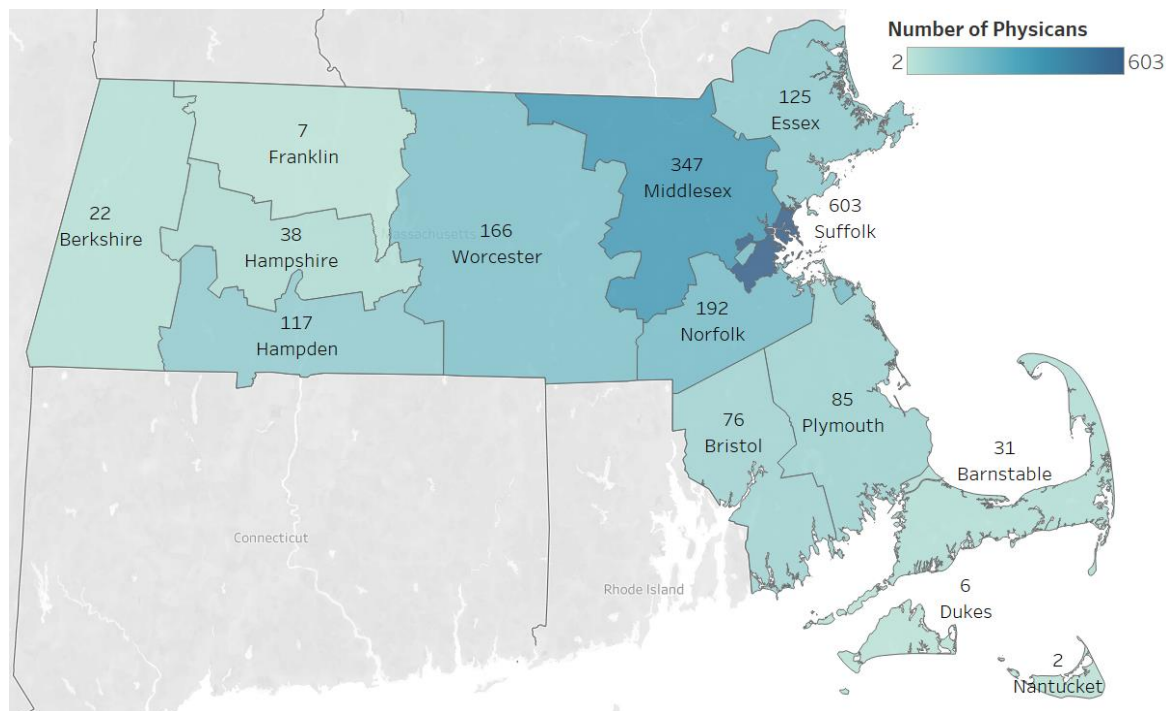 Number of Physicans
2 603
125
Essex
7
Franklin
347
Middlesex
603
Suffolk
22
Berkshire
38
Hampshire
Massachusetts
166
Worcester
192
Norfolk
117
Hampden
76
Bristol
85
Plymouth
31
Barnstable
Connecticut
Rhode Island
6
Dukes
2
Nantucket